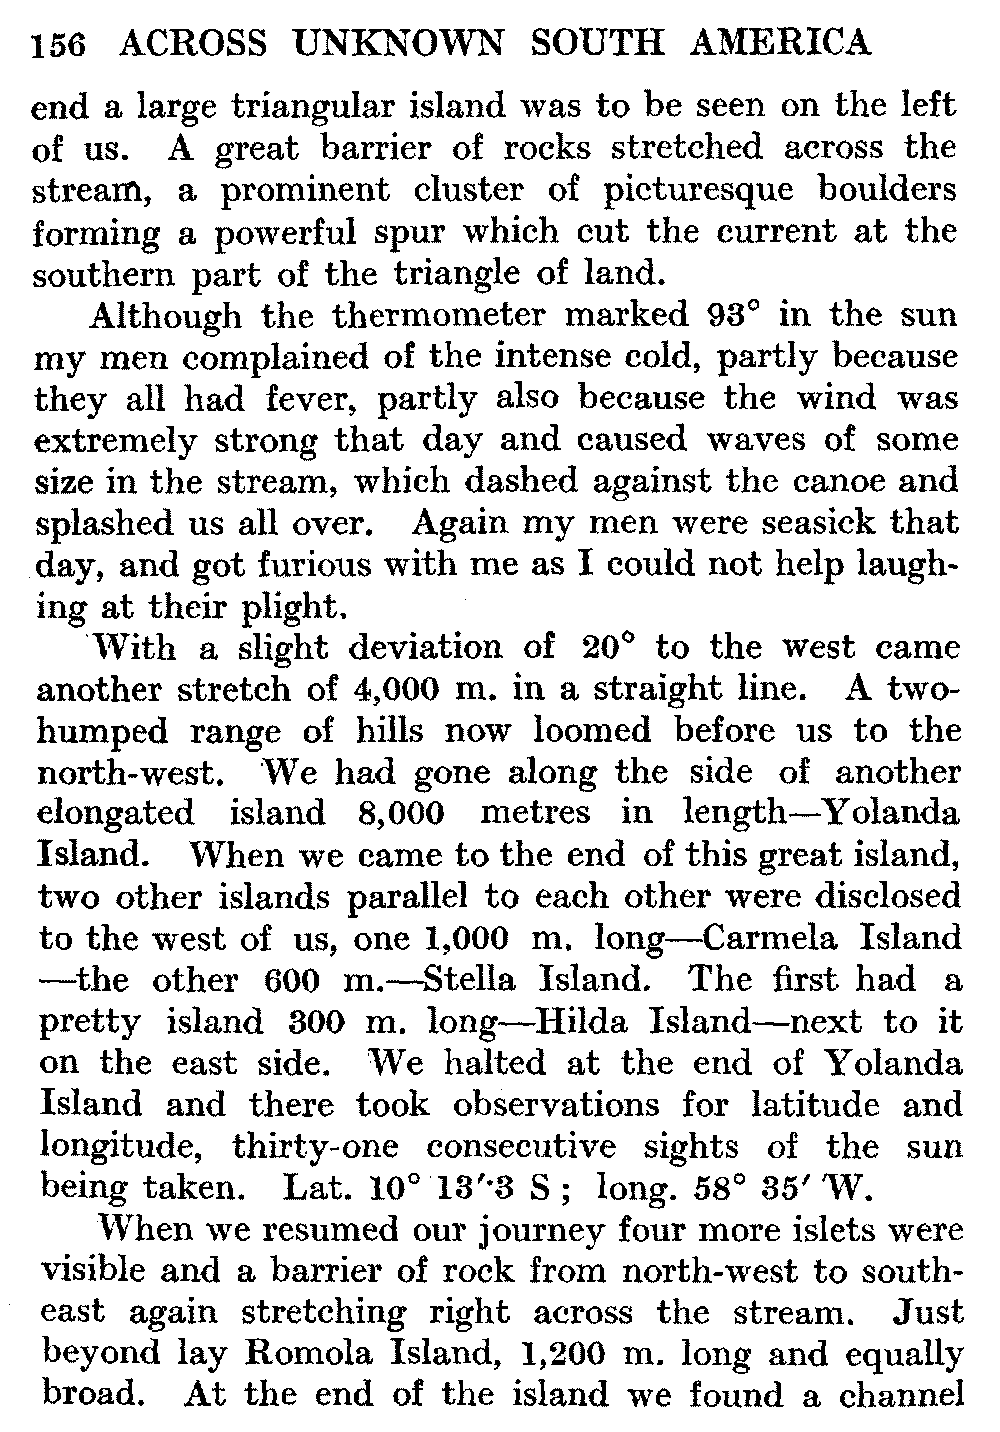 156 ACROSS UNKNOWN SOUTH AMERICA
end a large triangular island was to be seen on the left
of us. A great barrier of rocks stretched across the
stream, a prominent cluster of picturesque boulders
forming a powerful spur which cut the current at the
southern part of the triangle of land.
Although the thermometer marked 93° in the sun
my men complained of the intense cold, partly because
they all had fever, partly also because the wind was
extremely strong that day and caused waves of some
size in the stream, which dashed against the canoe and
splashed us all over. Again my men were seasick that
day, and got furious with me as I could not help laugh-
ing at their plight.
With a slight deviation of 20° to the west came
another stretch of 4,000 m. in a straight line. A two-
humped range of hills now loomed before us to the
north-west. We had gone along the side of another
elongated island 8,000 metres in length—Yolanda
Island. When we came to the end of this great island,
two other islands parallel to each other were disclosed
to the west of us, one 1,000 m. long—Carmela Island
—the other 600 m.—Stella Island. The first had a
pretty island 300 m. long—Hilda Island—next to it
on the east side. We halted at the end of Yolanda
Island and there took observations for latitude and
longitude, thirty-one consecutive sights of the sun
being taken. Lat. 10° 13′·3 S; long. 58° 35′ W.
When we resumed our journey four more islets were
visible and a barrier of rock from north-west to south-
east again stretching right across the stream. Just
beyond lay Romola Island, 1,200 m. long and equally
broad. At the end of the island we found a channel